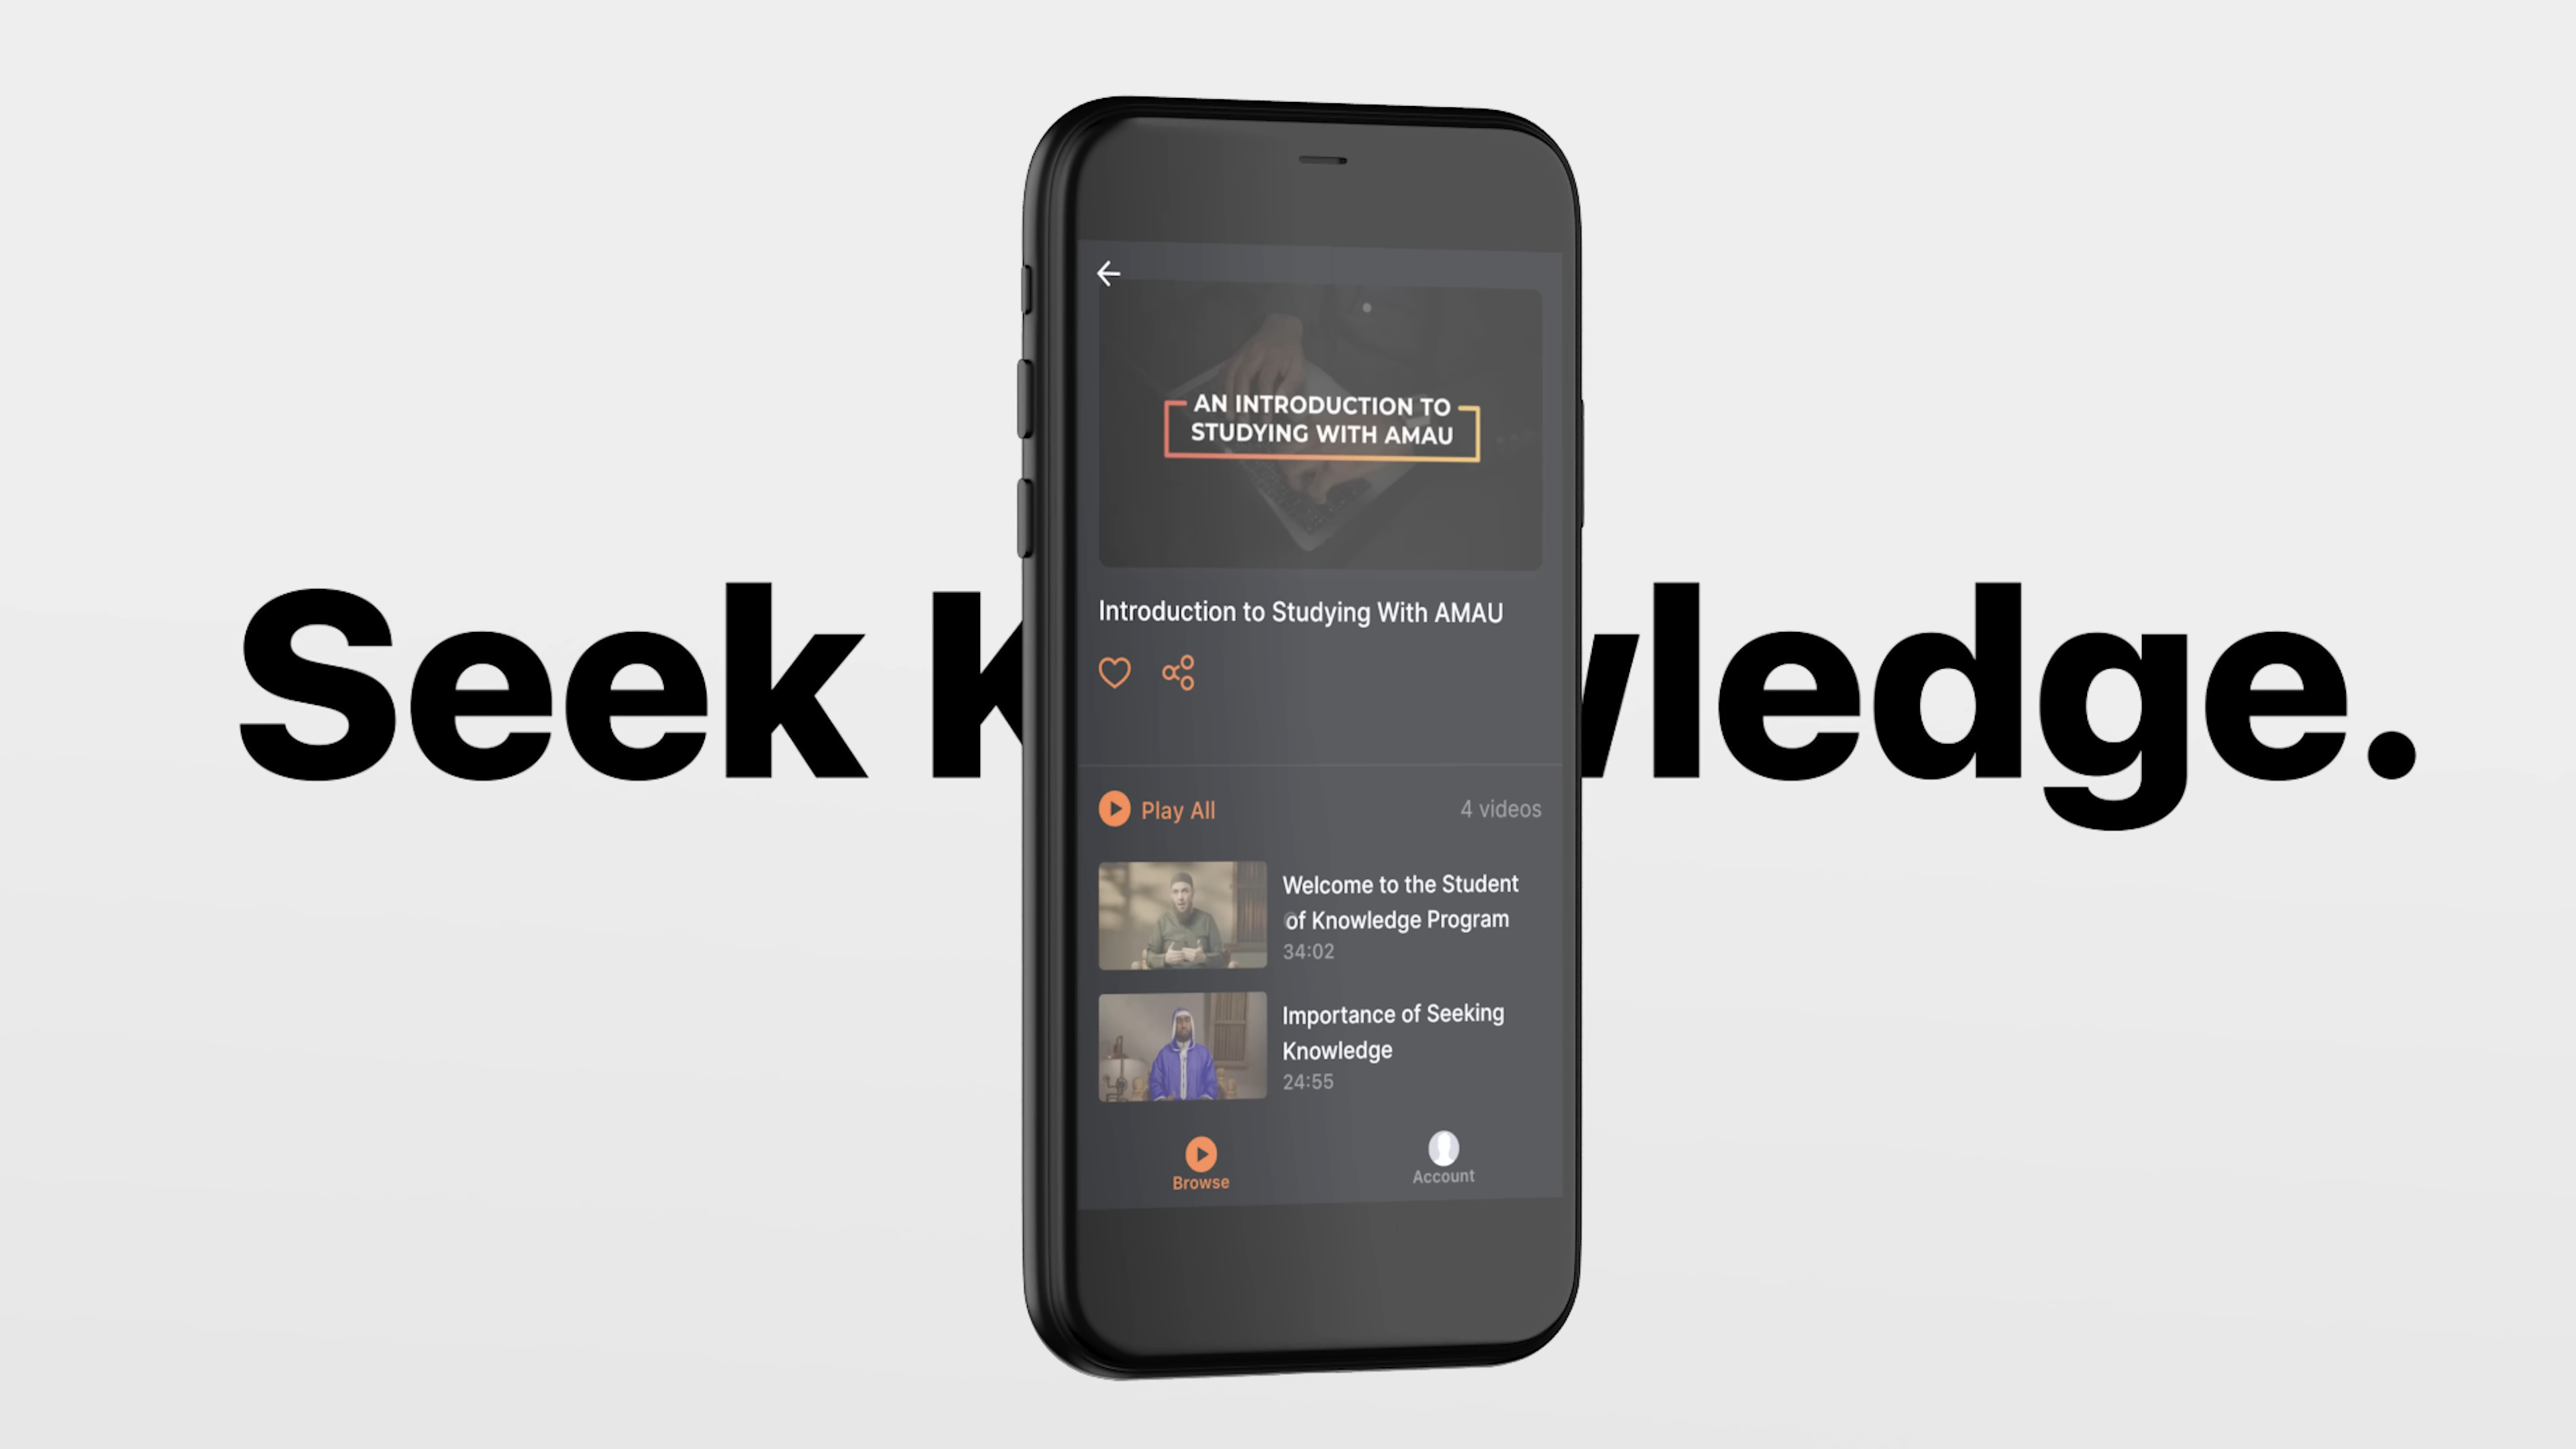 Seek K wledge.
AN INTRODUCTION TO
STUDYING WITH AMAU
Introduction to Studying With AMAU
Play All
4 videos
Welcome to the Student
of Knowledge Program
34:02
Importance of Seeking
Knowledge
24:55
Browse
Account